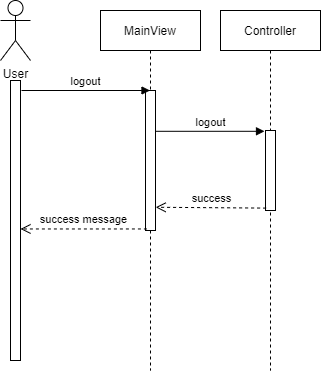 MainView
Controller
User
logout
logout
success
success message